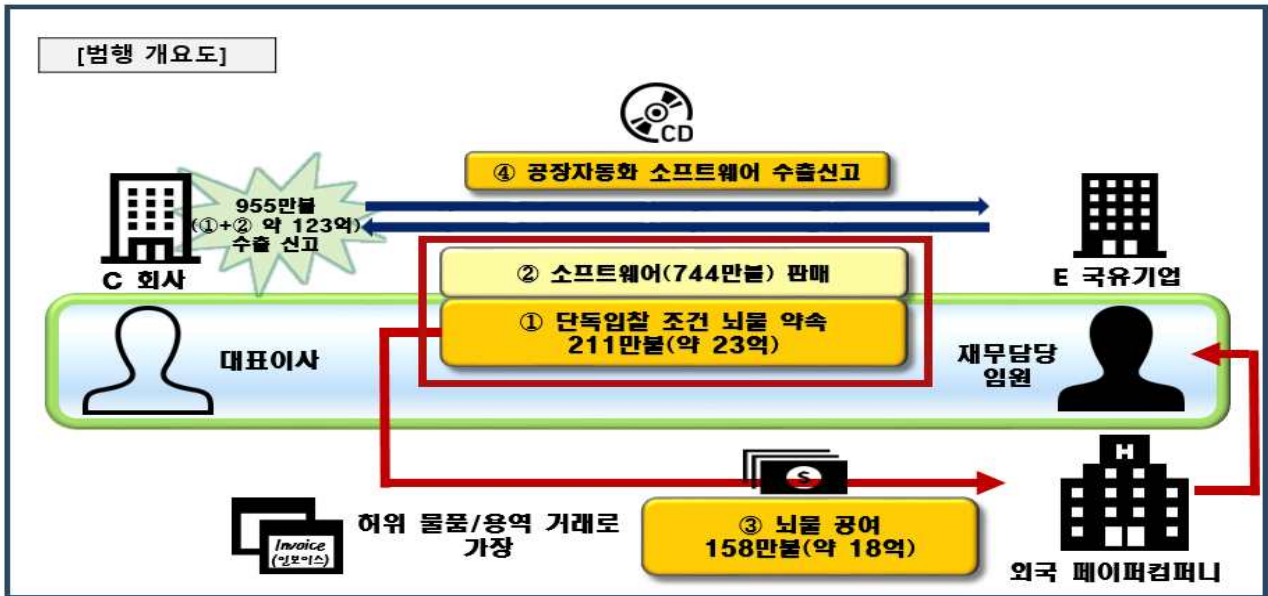 [범행 개요도]
CD
④ 공장자동화 소프트웨어 수출신고
955만불
(①+② 약 123억)
수출 신고
C 회사
E 국유기업
② 소프트웨어(744만불) 판매
① 단독입찰 조건 뇌물 약속
211만불(약 23억)
대표이사
재무담당
임원
H
$
허위 물품/용역 거래로
가장
Invoice
(인보이스)
③ 뇌물 공여
158만불(약 18억)
외국 페이퍼컴퍼니